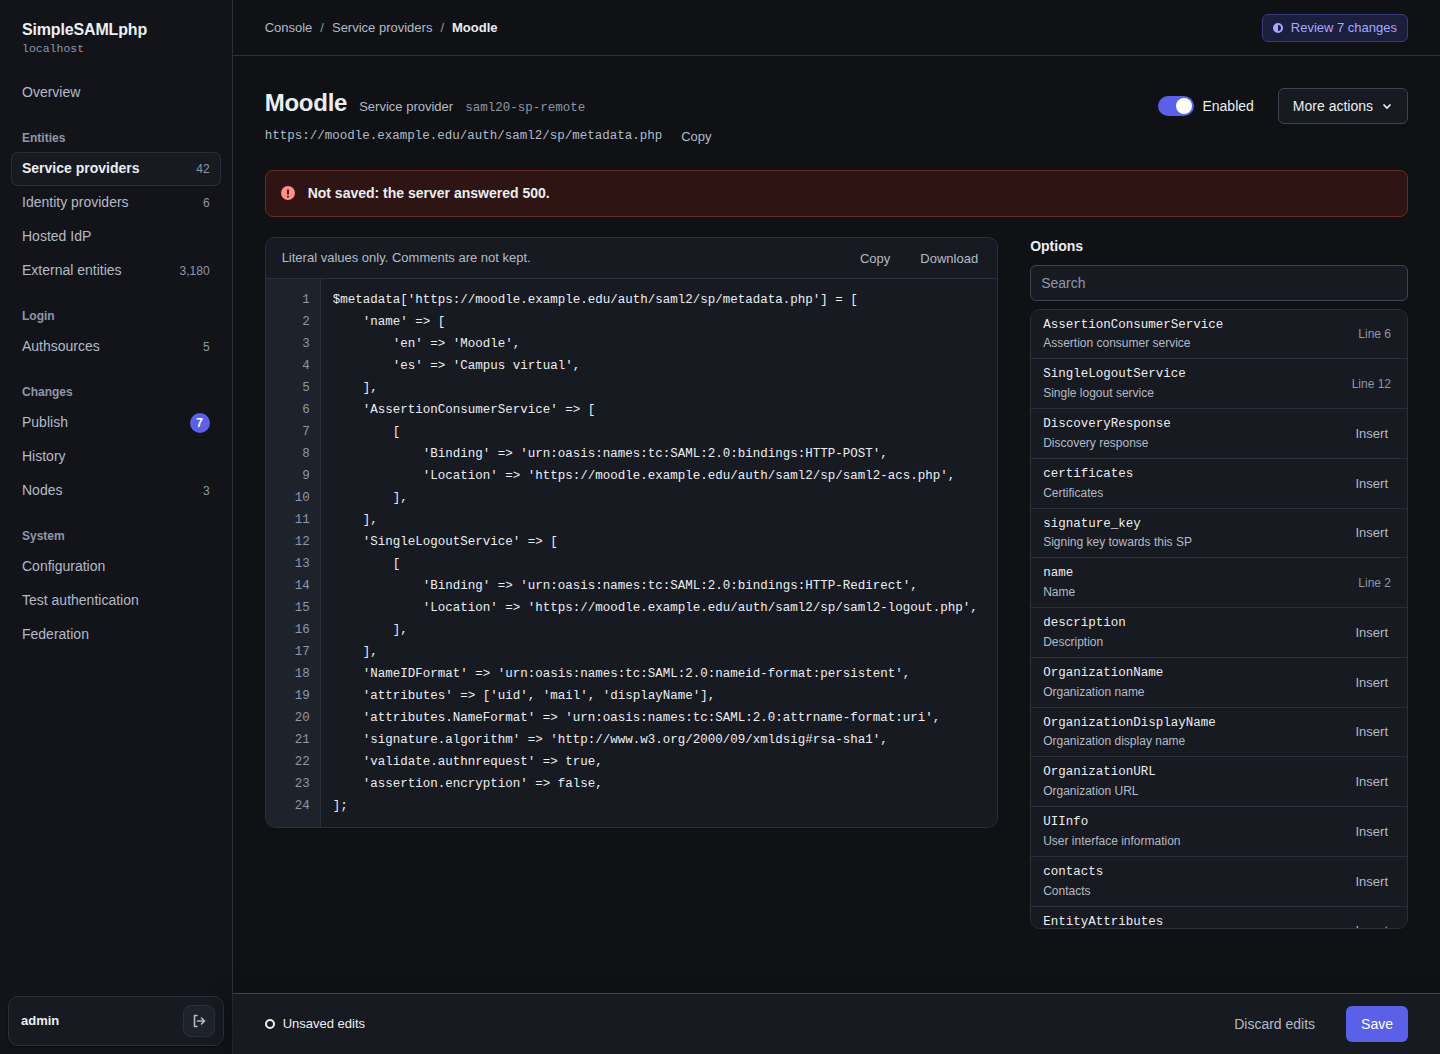 SimpleSAMLphp
localhost
Overview
Entities
Service providers 42
Identity providers 6
Hosted IdP
External entities 3,180
Login
Authsources 5
Changes
Publish 7
History
Nodes 3
System
Configuration
Test authentication
Federation
admin
Console / Service providers / Moodle
Review 7 changes
Moodle Service provider saml20-sp-remote
https://moodle.example.edu/auth/saml2/sp/metadata.php Copy
Enabled
More actions
Not saved: the server answered 500.
Literal values only. Comments are not kept. Copy Download
1 $metadata['https://moodle.example.edu/auth/saml2/sp/metadata.php'] = [
2     'name' => [
3         'en' => 'Moodle',
4         'es' => 'Campus virtual',
5     ],
6     'AssertionConsumerService' => [
7         [
8             'Binding' => 'urn:oasis:names:tc:SAML:2.0:bindings:HTTP-POST',
9             'Location' => 'https://moodle.example.edu/auth/saml2/sp/saml2-acs.php',
10         ],
11     ],
12     'SingleLogoutService' => [
13         [
14             'Binding' => 'urn:oasis:names:tc:SAML:2.0:bindings:HTTP-Redirect',
15             'Location' => 'https://moodle.example.edu/auth/saml2/sp/saml2-logout.php',
16         ],
17     ],
18     'NameIDFormat' => 'urn:oasis:names:tc:SAML:2.0:nameid-format:persistent',
19     'attributes' => ['uid', 'mail', 'displayName'],
20     'attributes.NameFormat' => 'urn:oasis:names:tc:SAML:2.0:attrname-format:uri',
21     'signature.algorithm' => 'http://www.w3.org/2000/09/xmldsig#rsa-sha1',
22     'validate.authnrequest' => true,
23     'assertion.encryption' => false,
24 ];
Options
Search
AssertionConsumerService
Assertion consumer service
Line 6
SingleLogoutService
Single logout service
Line 12
DiscoveryResponse
Discovery response
Insert
certificates
Certificates
Insert
signature_key
Signing key towards this SP
Insert
name
Name
Line 2
description
Description
Insert
OrganizationName
Organization name
Insert
OrganizationDisplayName
Organization display name
Insert
OrganizationURL
Organization URL
Insert
UIInfo
User interface information
Insert
contacts
Contacts
Insert
EntityAttributes
Unsaved edits
Discard edits
Save